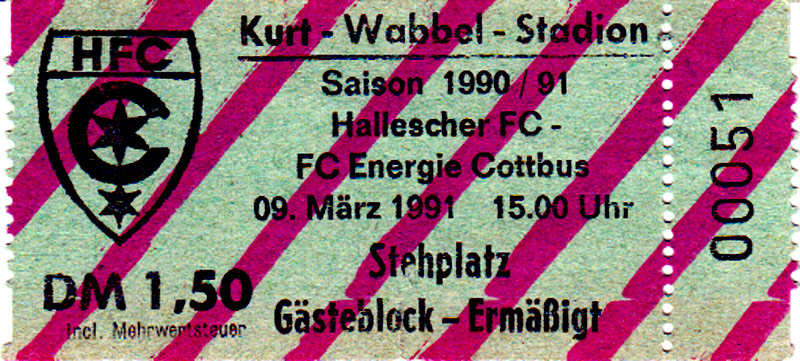 HFC
Kurt - Wabbel - Stadion
Saison 1990 / 91
Hallescher FC -
FC Energie Cottbus
09. März 1991 15.00 Uhr
Stehplatz
Gästeblock - Ermäßigt
DM 1,50
Incl. Mehrwertsteuer
00051